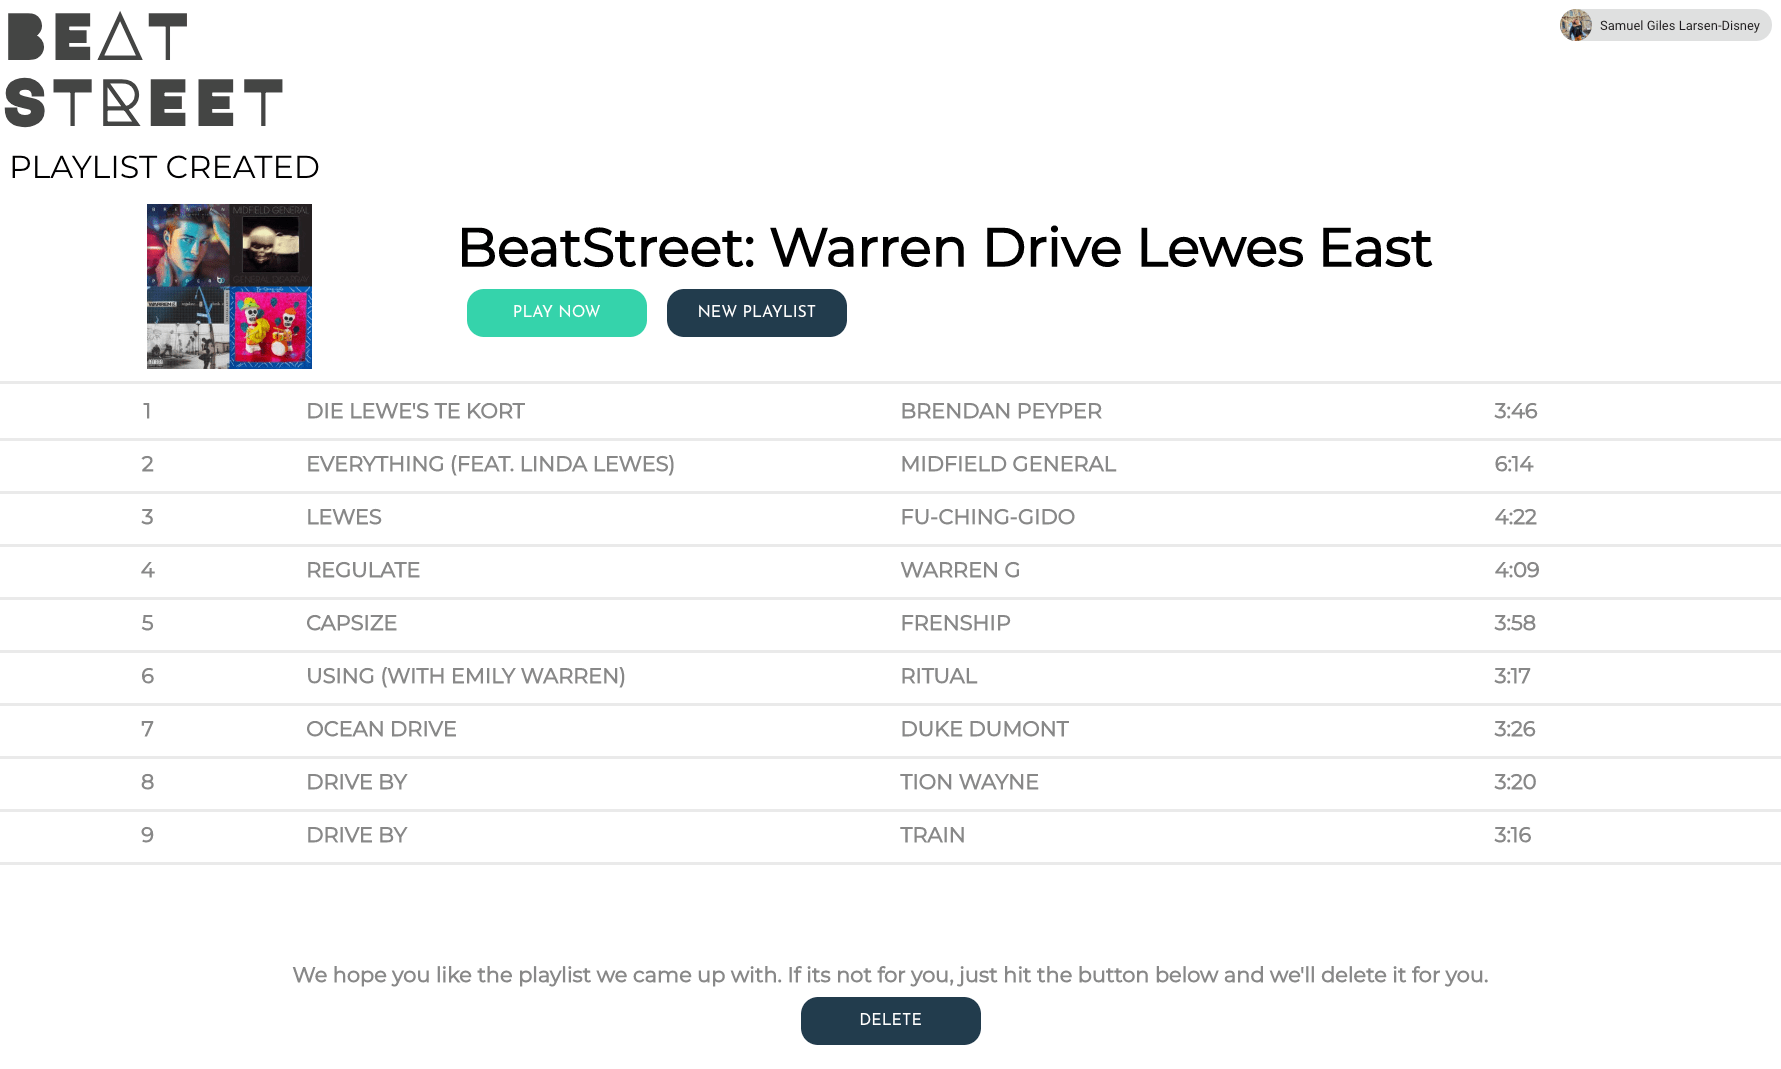 BEAT
STREET
Samuel Giles Larsen-Disney
PLAYLIST CREATED
BRENDAN
PEYPER
MIDFIELD GENERAL
WARREN G
BeatStreet: Warren Drive Lewes East
PLAY NOW
NEW PLAYLIST
1 DIE LEWE'S TE KORT BRENDAN PEYPER 3:46
2 EVERYTHING (FEAT. LINDA LEWES) MIDFIELD GENERAL 6:14
3 LEWES FU-CHING-GIDO 4:22
4 REGULATE WARREN G 4:09
5 CAPSIZE FRENSHIP 3:58
6 USING (WITH EMILY WARREN) RITUAL 3:17
7 OCEAN DRIVE DUKE DUMONT 3:26
8 DRIVE BY TION WAYNE 3:20
9 DRIVE BY TRAIN 3:16
We hope you like the playlist we came up with. If its not for you, just hit the button below and we'll delete it for you.
DELETE